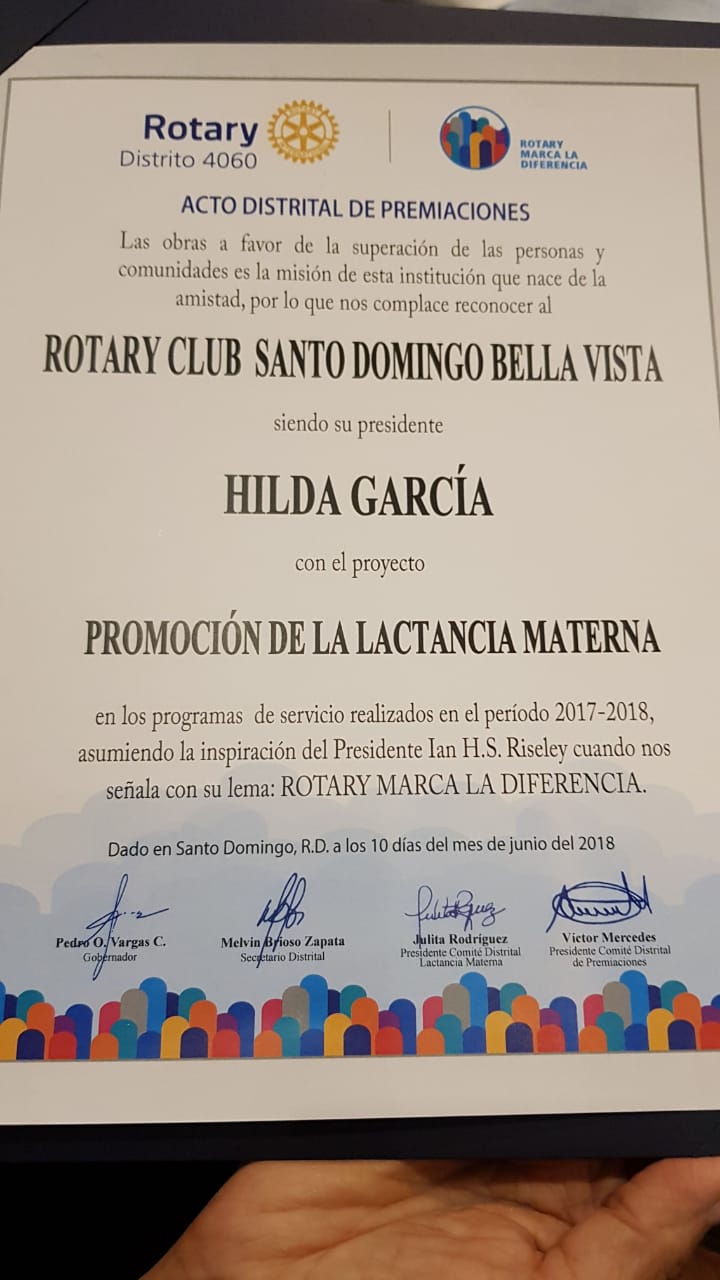 Rotary
Distrito 4060
ROTARY
MARCA LA
DIFERENCIA
ACTO DISTRITAL DE PREMIACIONES
Las obras a favor de la superación de las personas y
comunidades es la misión de esta institución que nace de la
amistad, por lo que nos complace reconocer al
ROTARY CLUB SANTO DOMINGO BELLA VISTA
siendo su presidente
HILDA GARCÍA
con el proyecto
PROMOCIÓN DE LA LACTANCIA MATERNA
en los programas de servicio realizados en el período 2017-2018,
asumiendo la inspiración del Presidente Ian H.S. Riseley cuando nos
señala con su lema: ROTARY MARCA LA DIFERENCIA.
Dado en Santo Domingo, R.D. a los 10 días del mes de junio del 2018
Pedro O. Vargas C.
Gobernador
Melvin Brioso Zapata
Secretario Distrital
Julita Rodríguez
Presidente Comité Distrital
Lactancia Materna
Víctor Mercedes
Presidente Comité Distrital
de Premiaciones